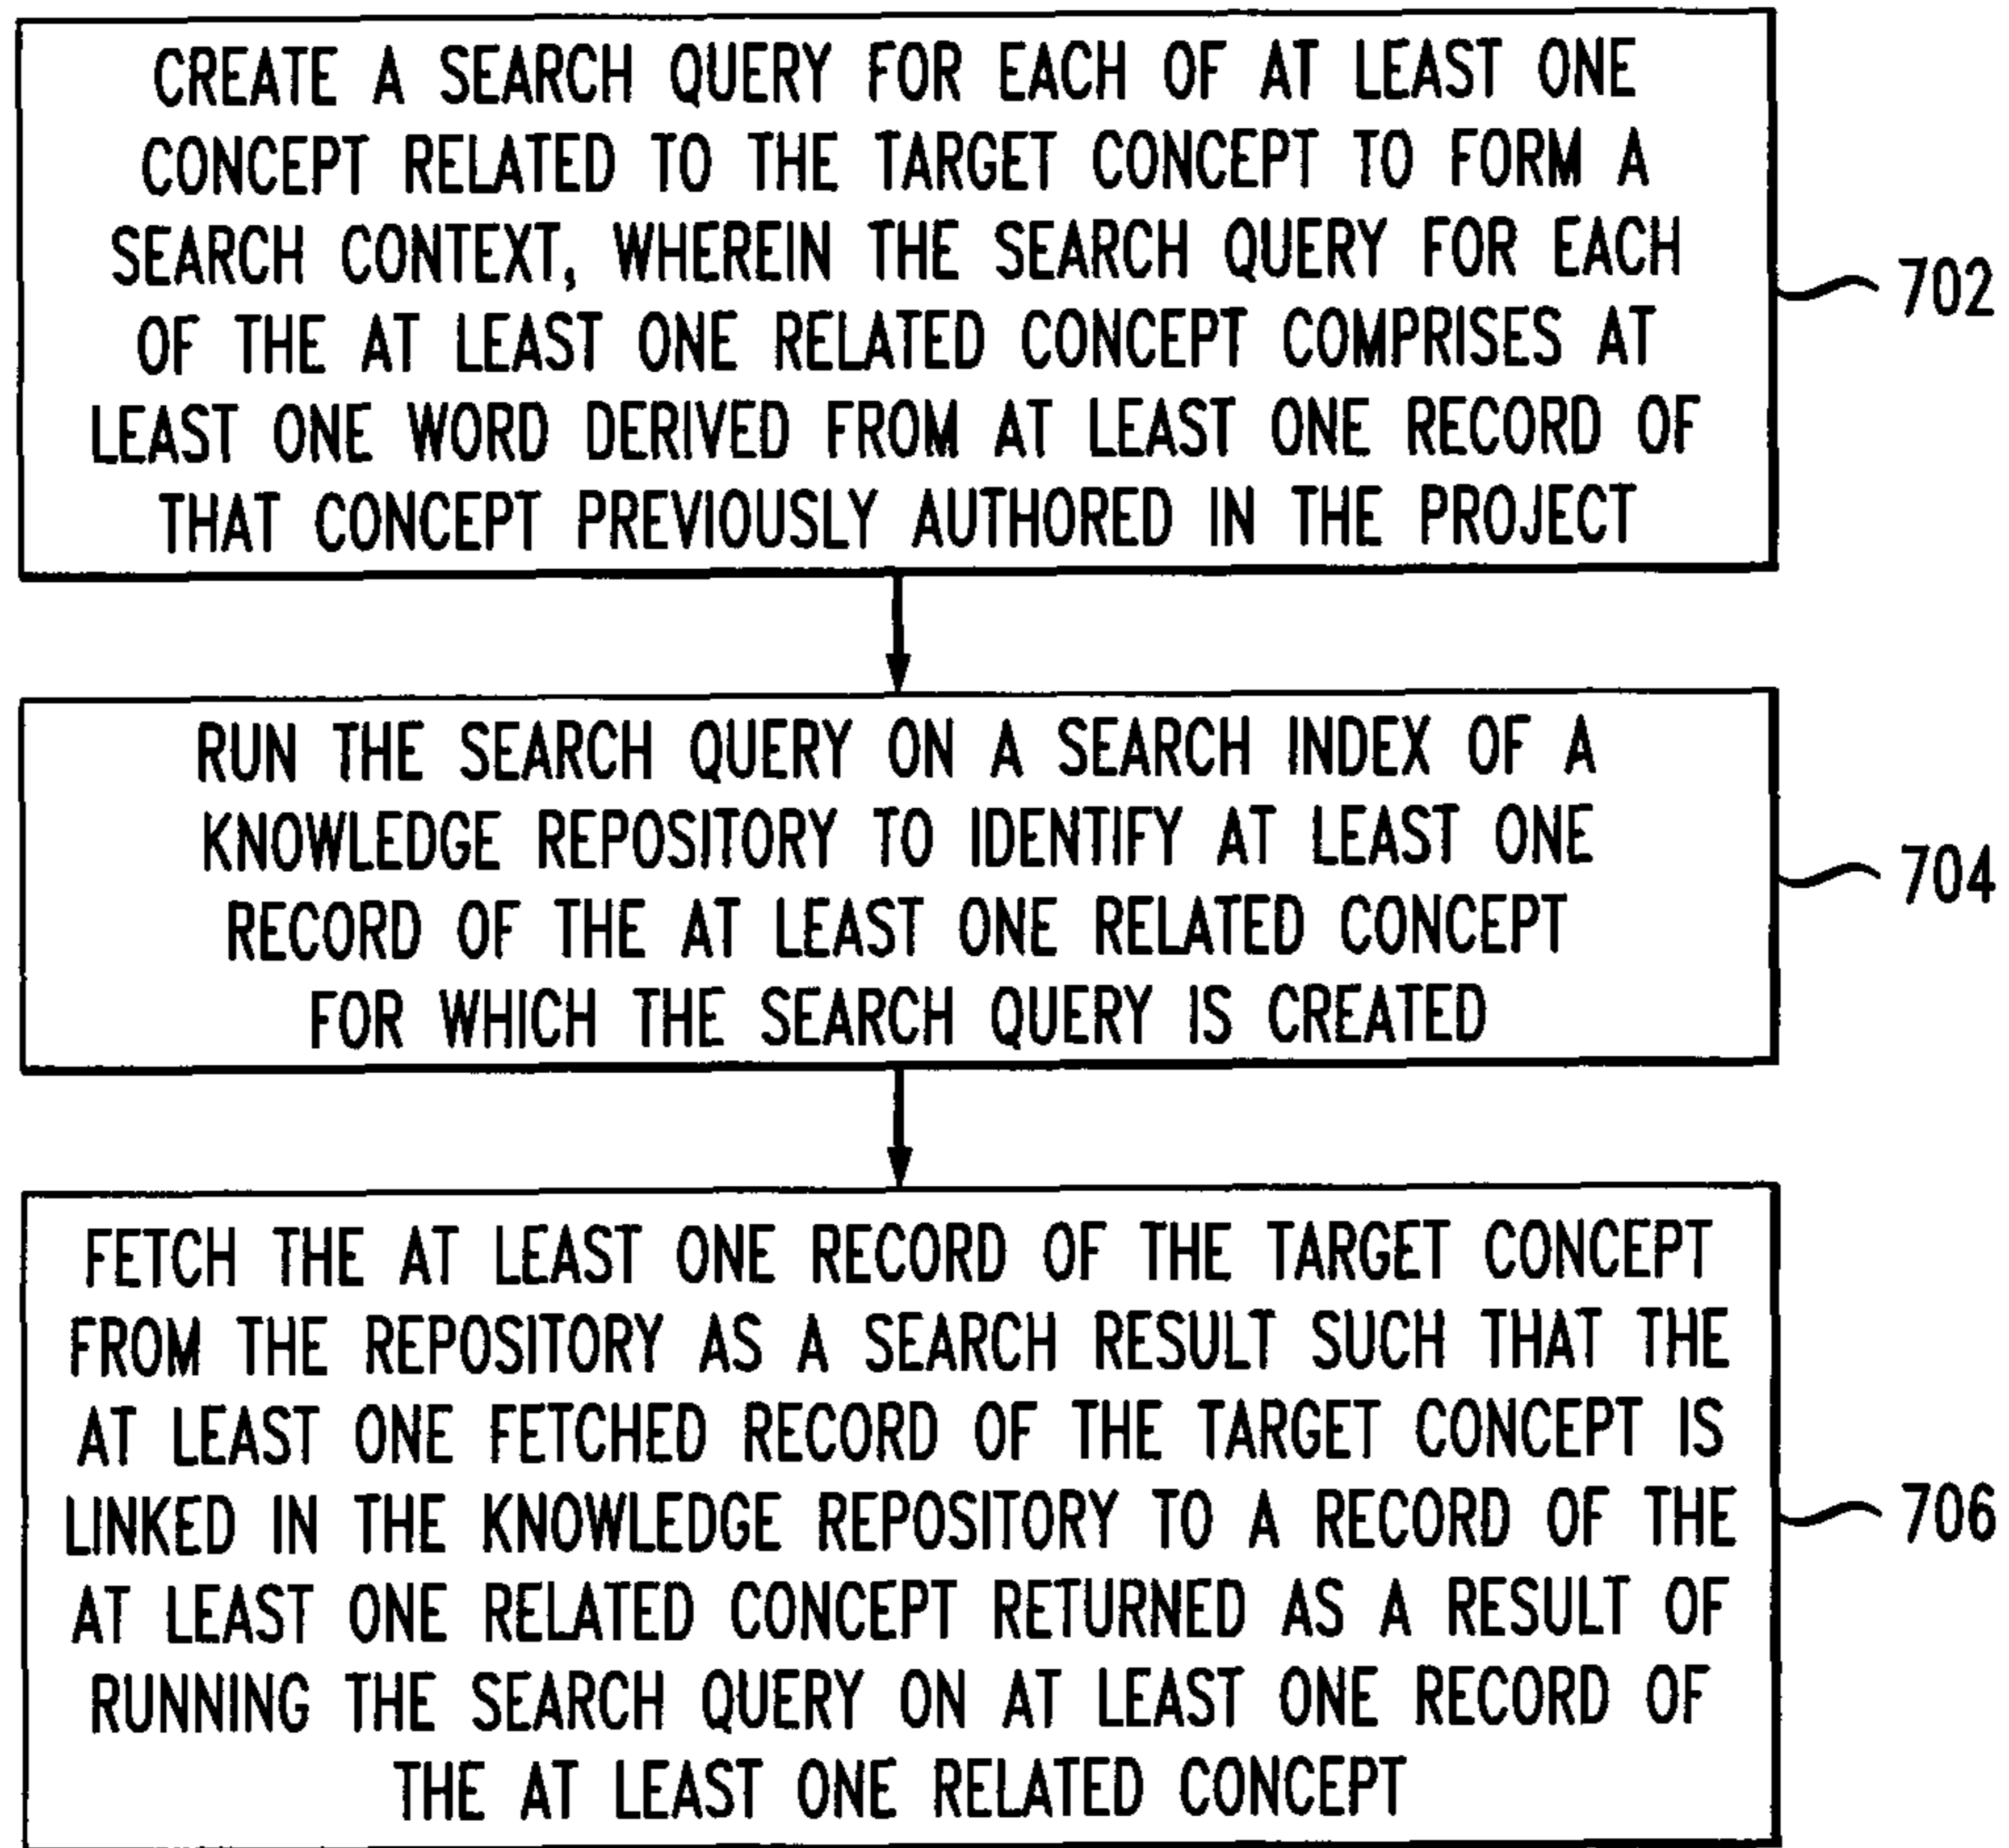 CREATE A SEARCH QUERY FOR EACH OF AT LEAST ONE
CONCEPT RELATED TO THE TARGET CONCEPT TO FORM A
SEARCH CONTEXT, WHEREIN THE SEARCH QUERY FOR EACH
OF THE AT LEAST ONE RELATED CONCEPT COMPRISES AT
LEAST ONE WORD DERIVED FROM AT LEAST ONE RECORD OF
THAT CONCEPT PREVIOUSLY AUTHORED IN THE PROJECT
702
RUN THE SEARCH QUERY ON A SEARCH INDEX OF A
KNOWLEDGE REPOSITORY TO IDENTIFY AT LEAST ONE
RECORD OF THE AT LEAST ONE RELATED CONCEPT
FOR WHICH THE SEARCH QUERY IS CREATED
704
FETCH THE AT LEAST ONE RECORD OF THE TARGET CONCEPT
FROM THE REPOSITORY AS A SEARCH RESULT SUCH THAT THE
AT LEAST ONE FETCHED RECORD OF THE TARGET CONCEPT IS
LINKED IN THE KNOWLEDGE REPOSITORY TO A RECORD OF THE
AT LEAST ONE RELATED CONCEPT RETURNED AS A RESULT OF
RUNNING THE SEARCH QUERY ON AT LEAST ONE RECORD OF
THE AT LEAST ONE RELATED CONCEPT
706